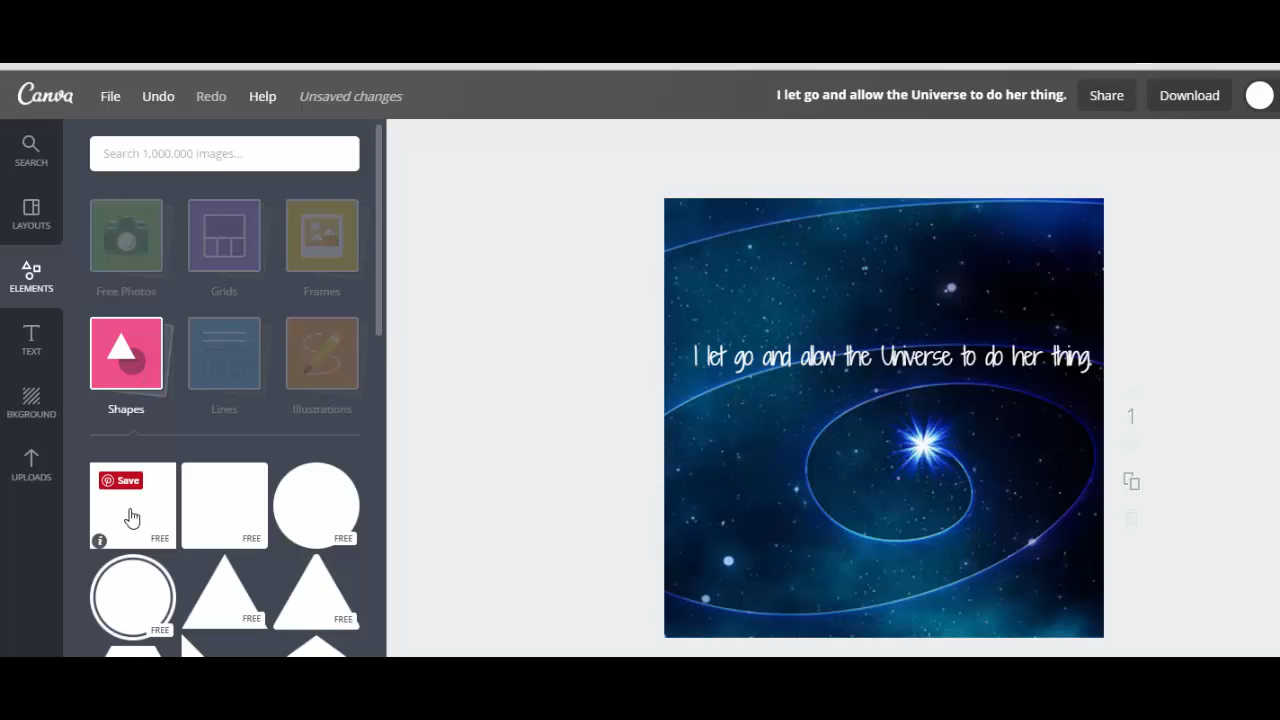 Canva File Undo Redo Help Unsaved changes I let go and allow the Universe to do her thing. Share Download
SEARCH
LAYOUTS
ELEMENTS
TEXT
BKGROUND
UPLOADS
Search 1,000,000 images...
Free Photos Grids Frames
Shapes Lines Illustrations
Save
FREE FREE FREE
FREE FREE FREE
I let go and allow the Universe to do her thing.
1